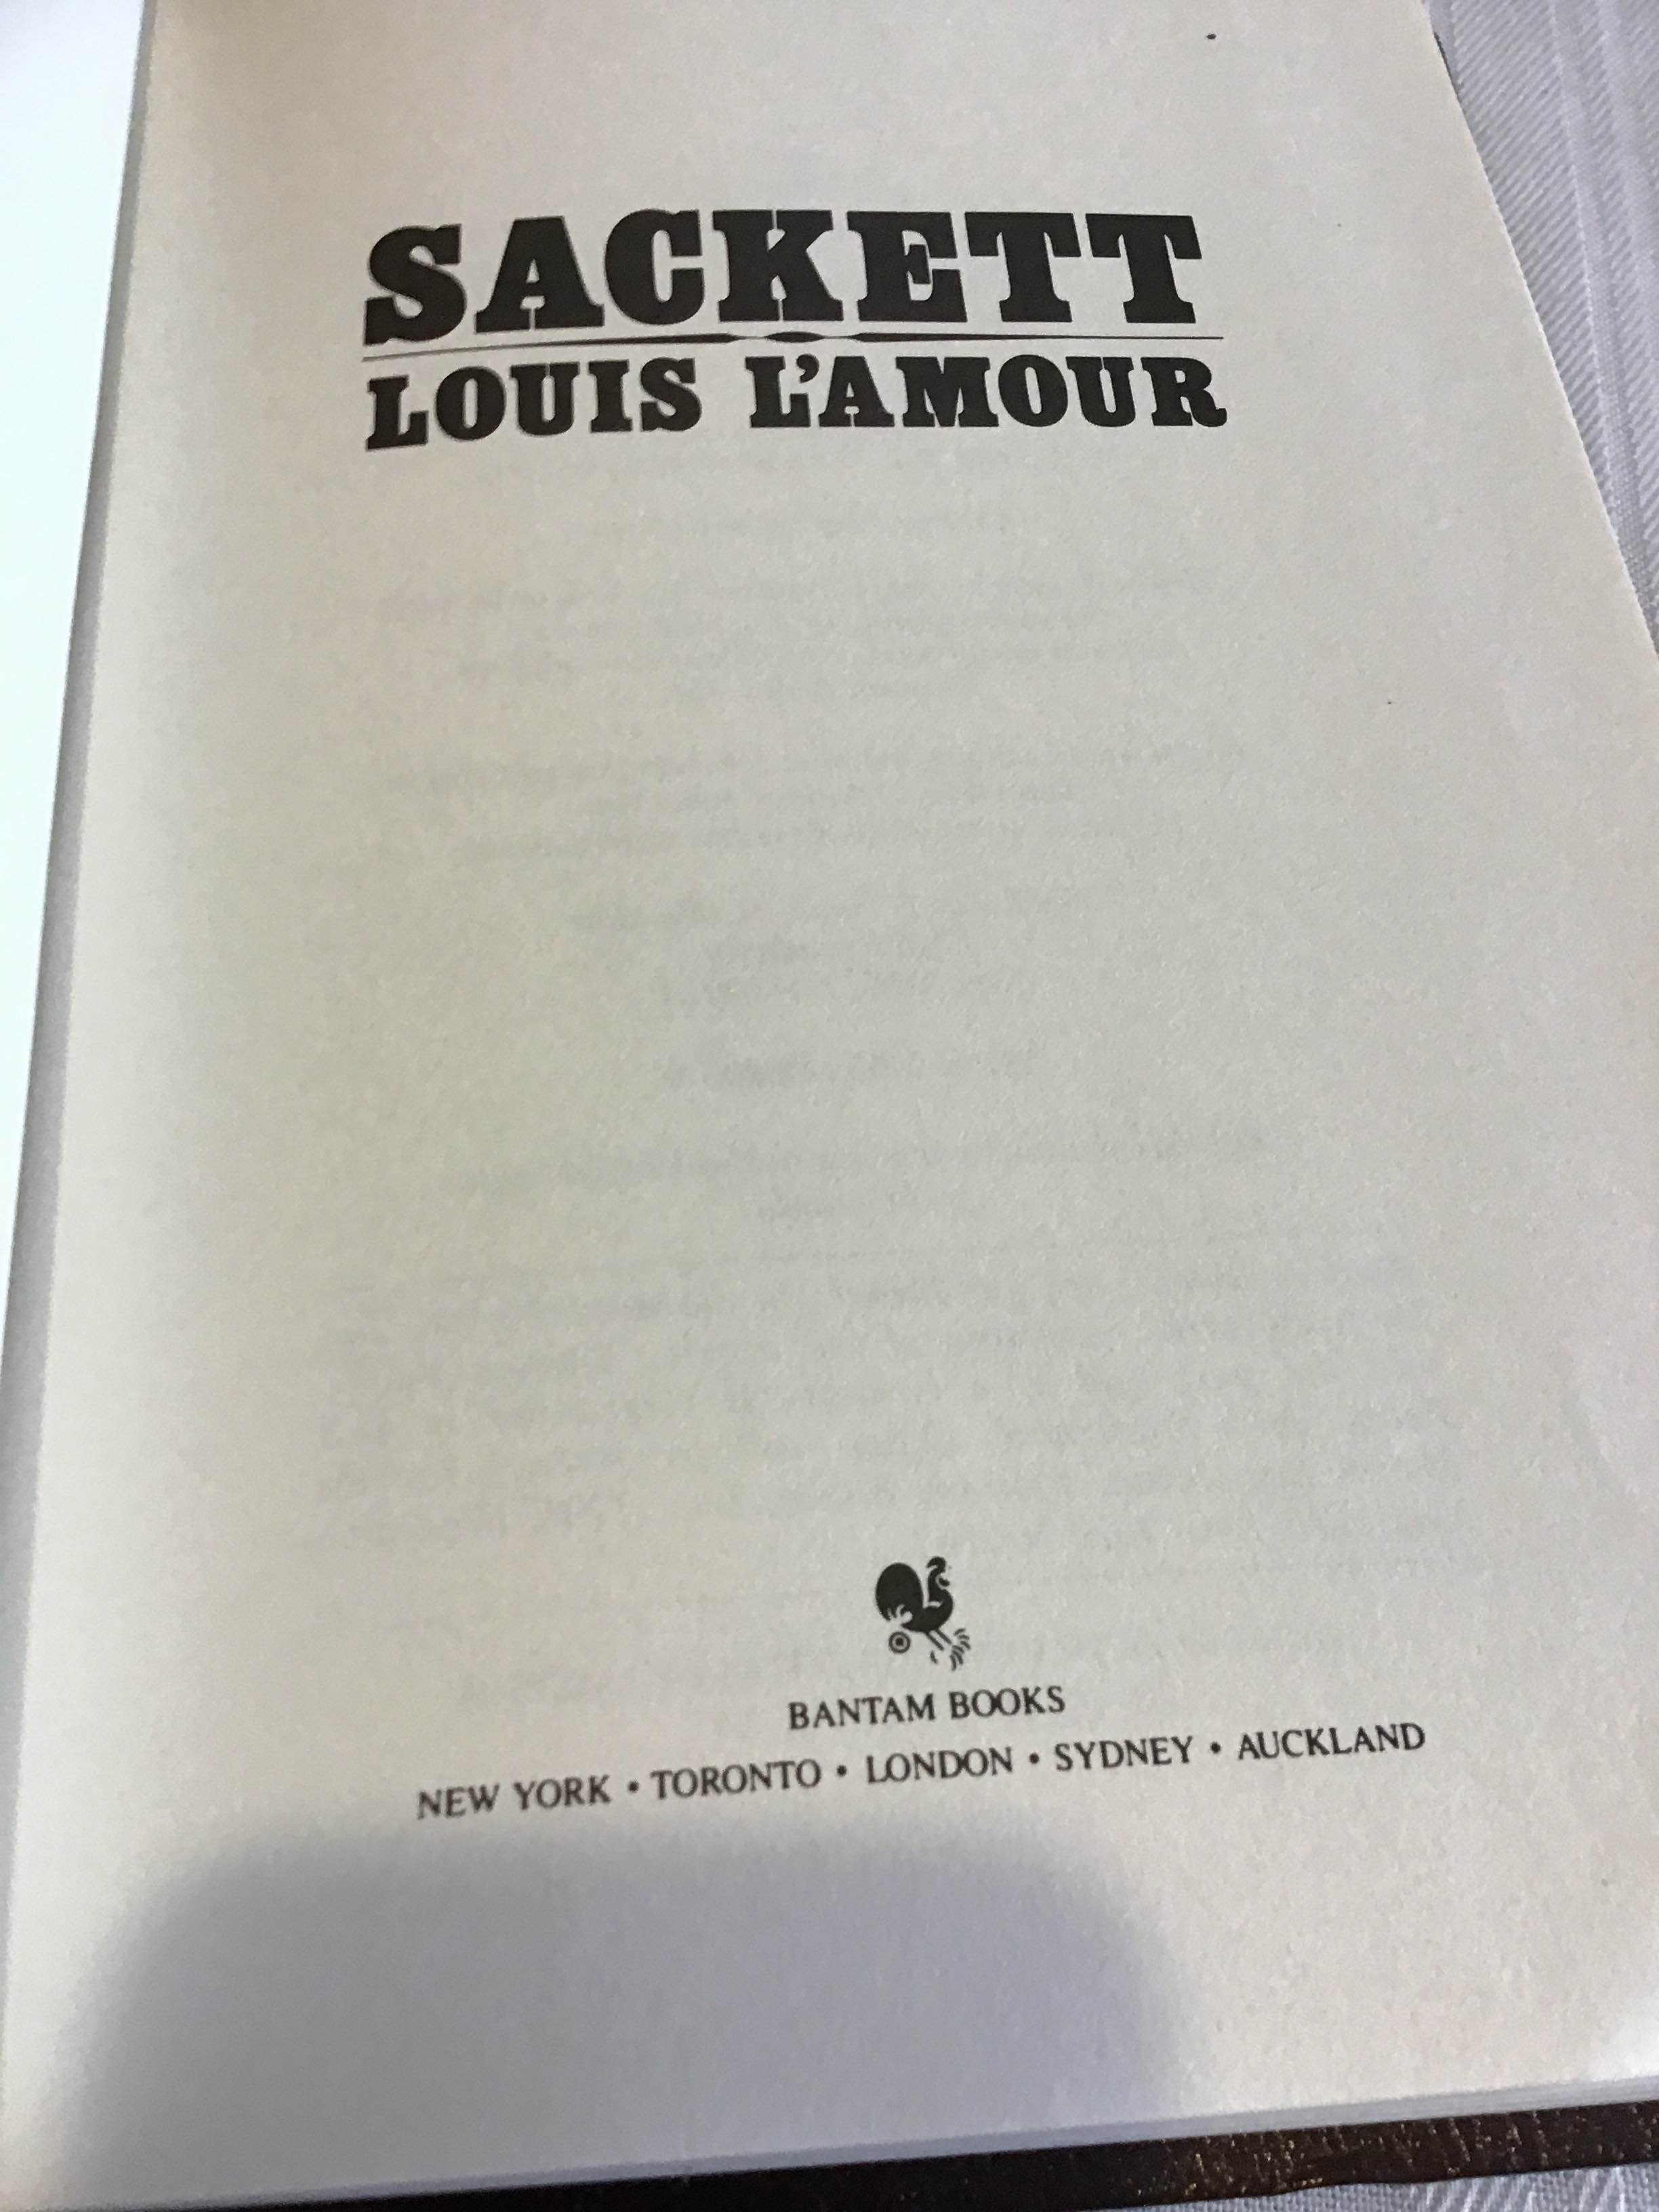 SACKETT
LOUIS L'AMOUR
BANTAM BOOKS
NEW YORK • TORONTO • LONDON • SYDNEY • AUCKLAND